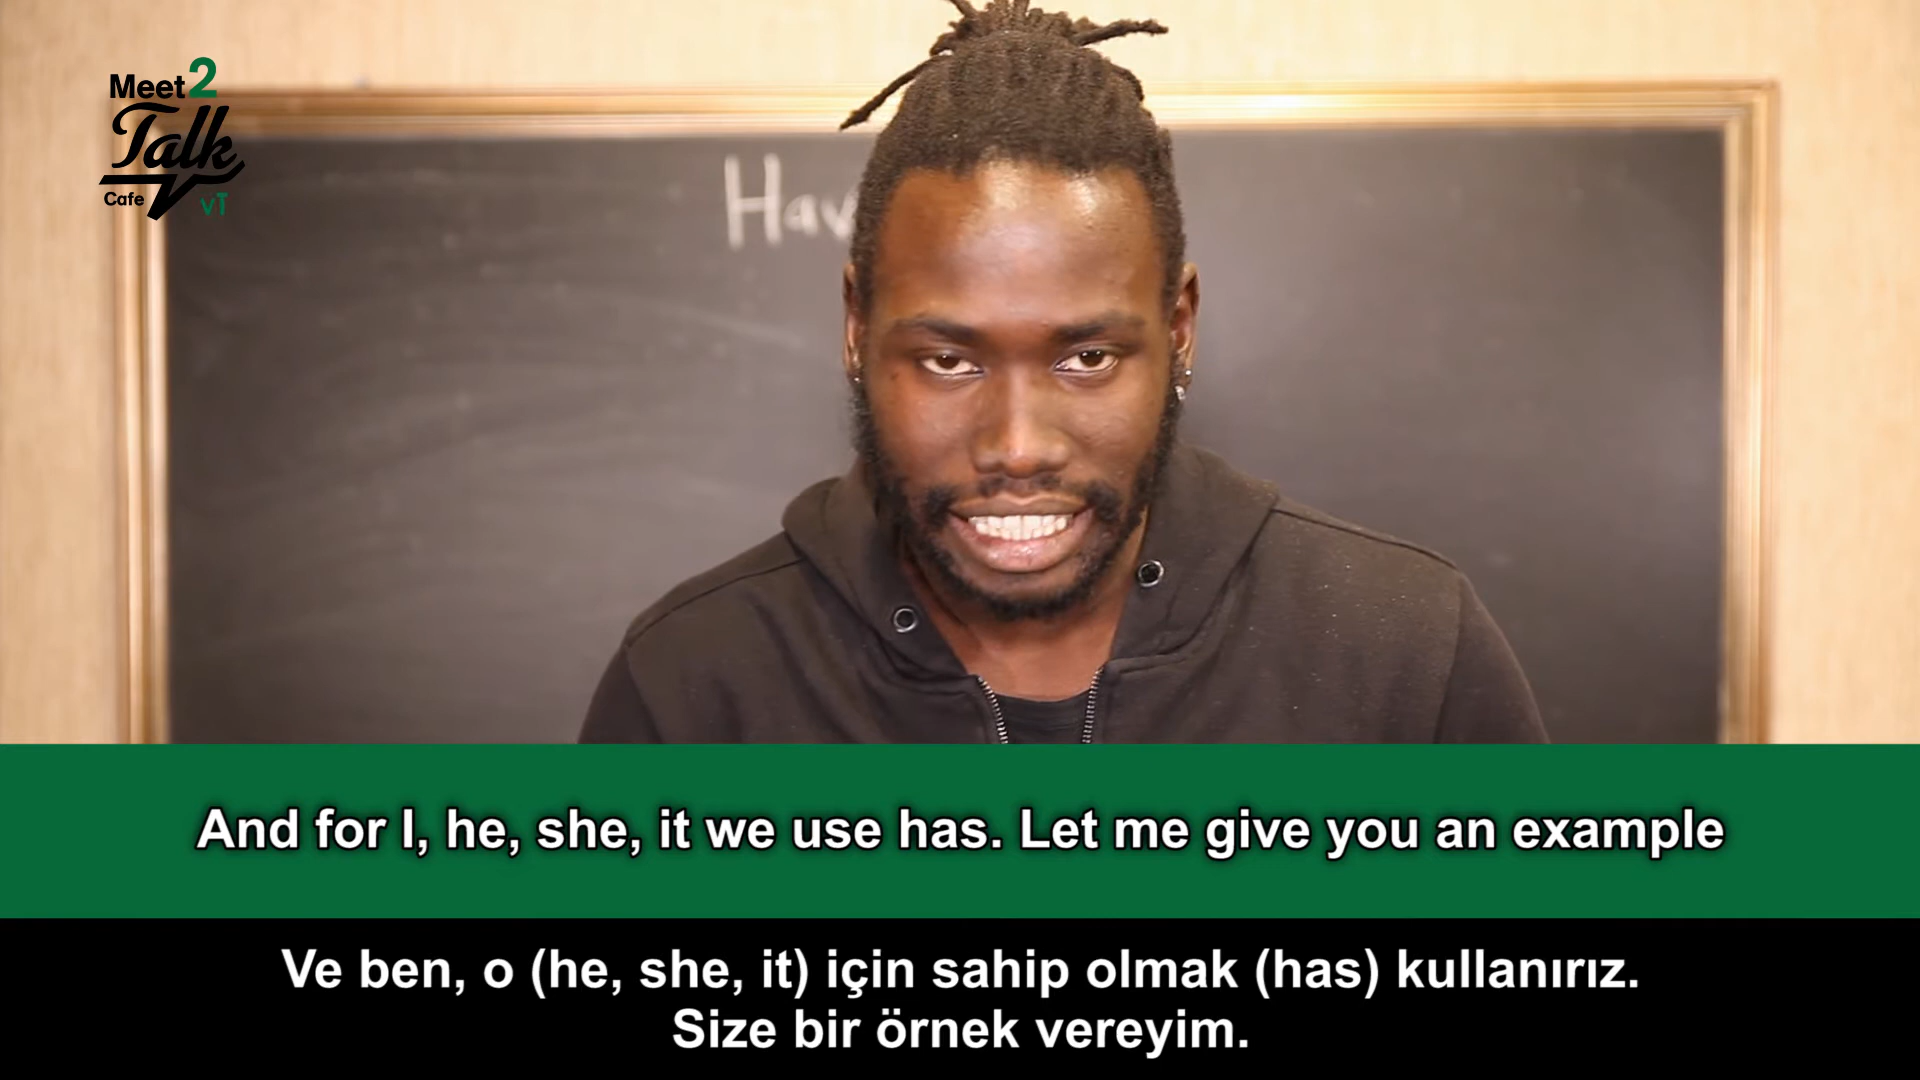 Meet2
Talk
Cafe
Hav
And for I, he, she, it we use has. Let me give you an example
Ve ben, o (he, she, it) için sahip olmak (has) kullanırız.
Size bir örnek vereyim.